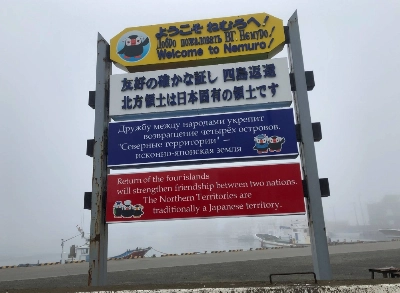 ようこそ ねむろへ!
Добро пожаловать ВГ. Немуро!
Welcome to Nemuro!
友好の確かな証し 四島返還
北方領土は日本固有の領土です
Дружбу между народами укрепит
возвращение четырёх островов.
"Северные территории" —
исконно-японская земля
Return of the four islands
will strengthen friendship between two nations.
The Northern Territories are
traditionally a Japanese territory.